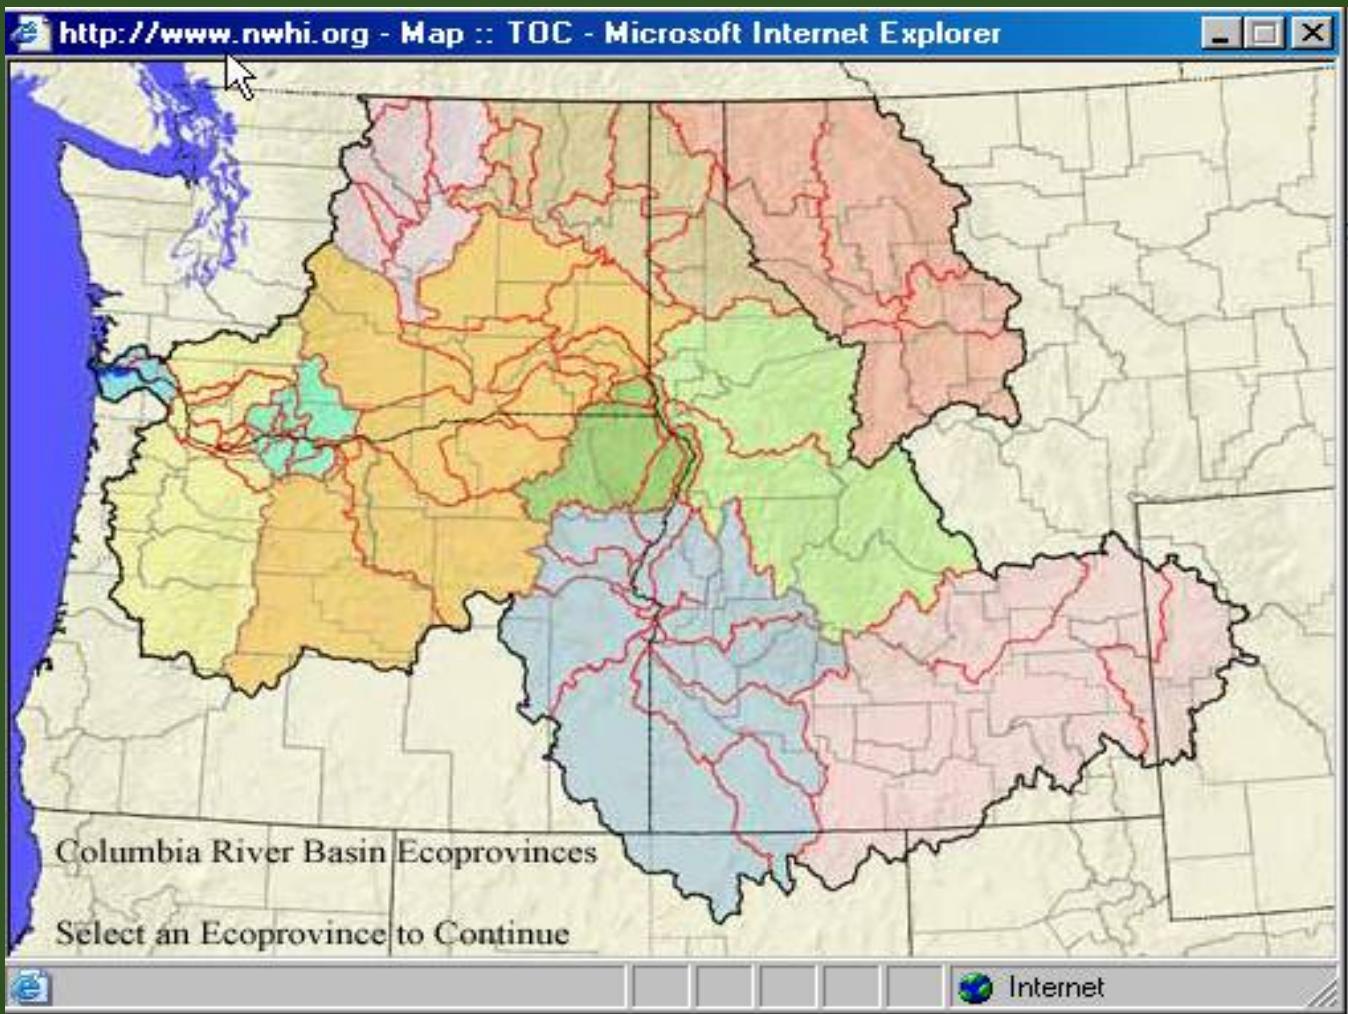 http://www.nwhi.org - Map :: TOC - Microsoft Internet Explorer
Columbia River Basin Ecoprovinces
Select an Ecoprovince to Continue
Internet